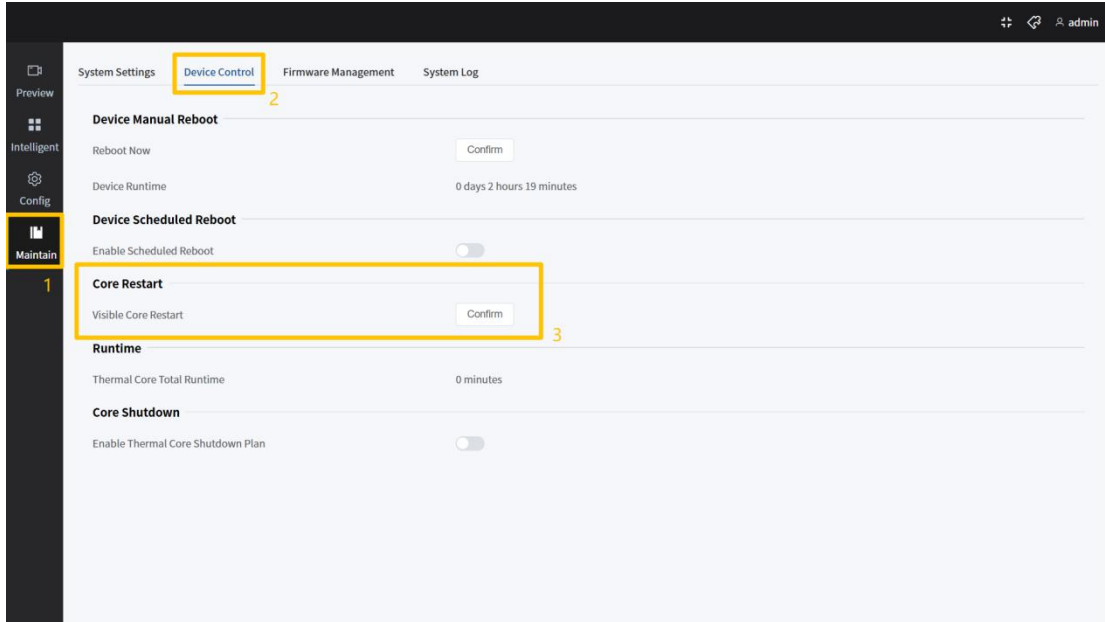 admin
Preview
Intelligent
Config
Maintain
1
System Settings Device Control Firmware Management System Log
2
Device Manual Reboot
Reboot Now Confirm
Device Runtime 0 days 2 hours 19 minutes
Device Scheduled Reboot
Enable Scheduled Reboot
Core Restart
Visible Core Restart Confirm
3
Runtime
Thermal Core Total Runtime 0 minutes
Core Shutdown
Enable Thermal Core Shutdown Plan